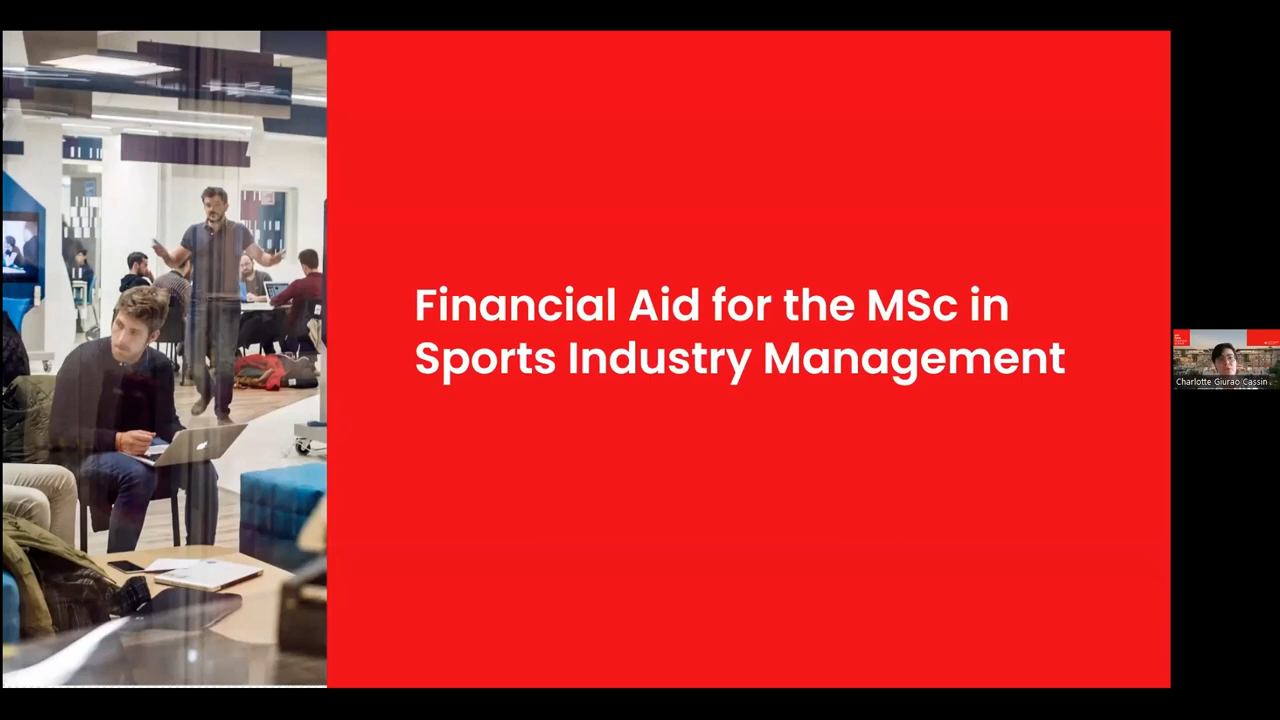 Financial Aid for the MSc in
Sports Industry Management
Charlotte Giurao Cassin